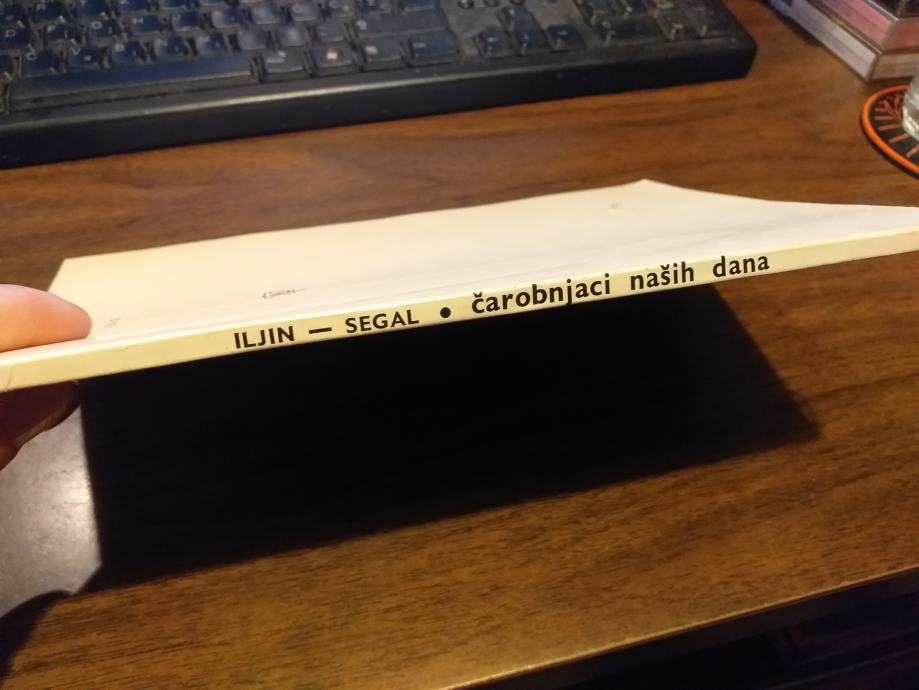 ILJIN — SEGAL • čarobnjaci naših dana